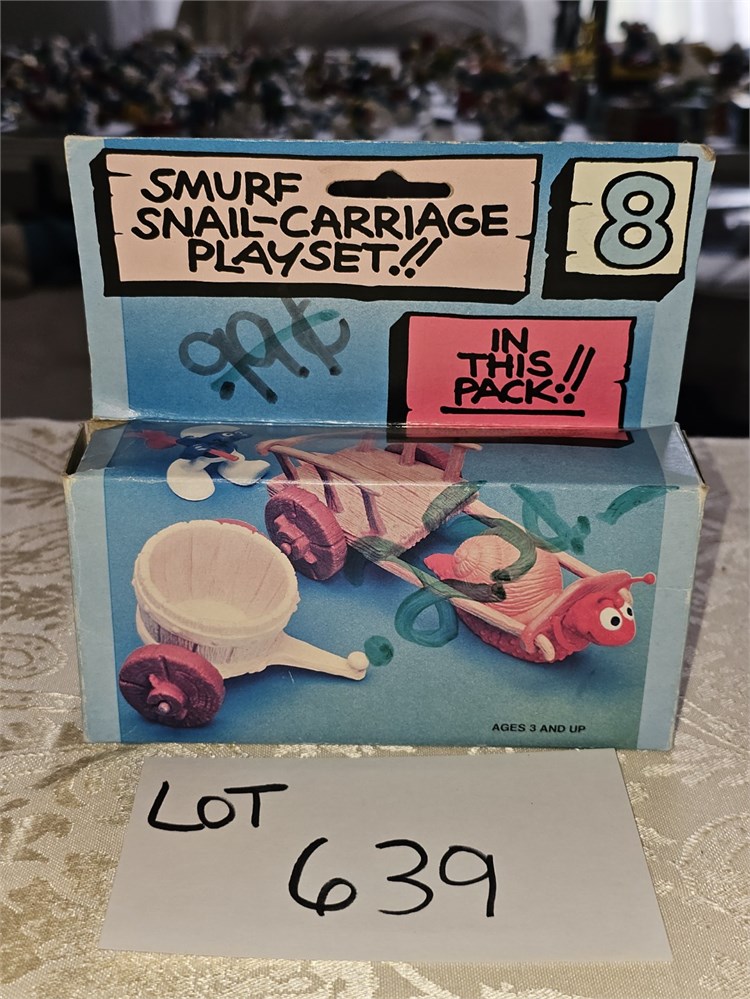 SMURF
SNAIL-CARRIAGE
PLAYSET!!
8
IN
THIS
PACK!!
AGES 3 AND UP
LOT
639